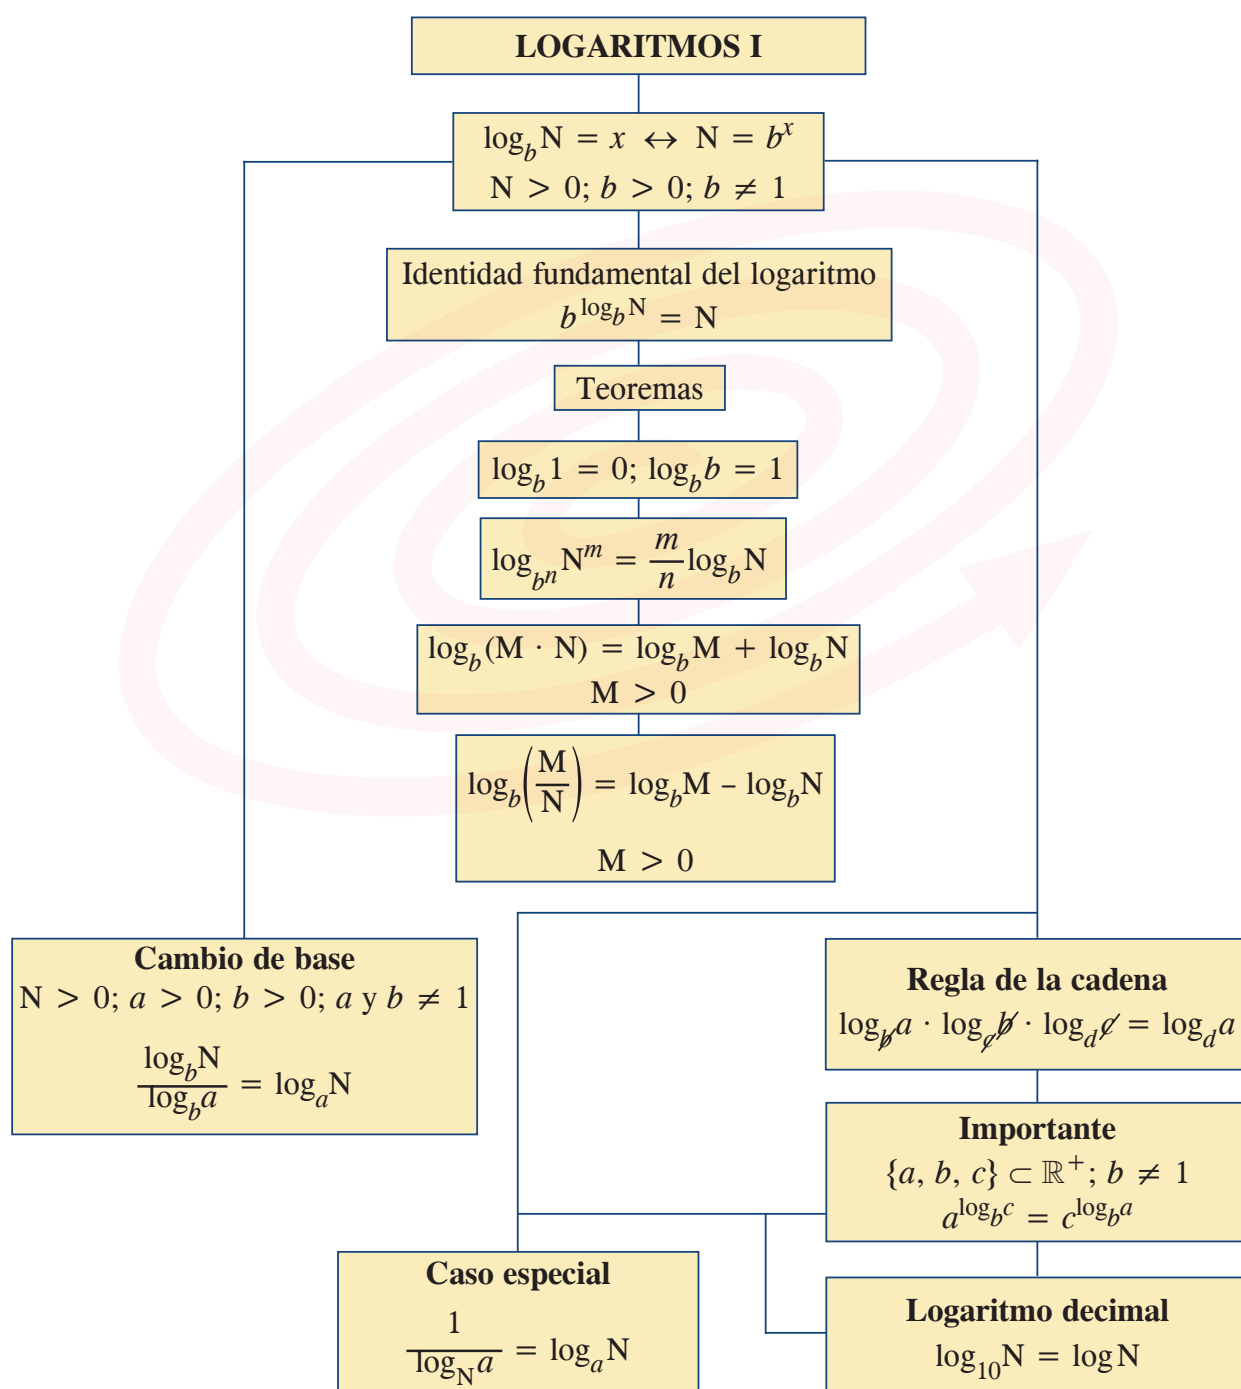 LOGARITMOS I
log_b N = x ↔ N = b^x
N > 0; b > 0; b ≠ 1
Identidad fundamental del logaritmo
b^(log_b N) = N
Teoremas
log_b 1 = 0; log_b b = 1
log_(b^n) N^m = m/n log_b N
log_b (M · N) = log_b M + log_b N
M > 0
log_b (M/N) = log_b M – log_b N
M > 0
Cambio de base
N > 0; a > 0; b > 0; a y b ≠ 1
log_b N / log_b a = log_a N
Regla de la cadena
log_b a · log_c b · log_d c = log_d a
Importante
{a, b, c} ⊂ ℝ^+; b ≠ 1
a^(log_b c) = c^(log_b a)
Caso especial
1 / log_N a = log_a N
Logaritmo decimal
log_10 N = log N